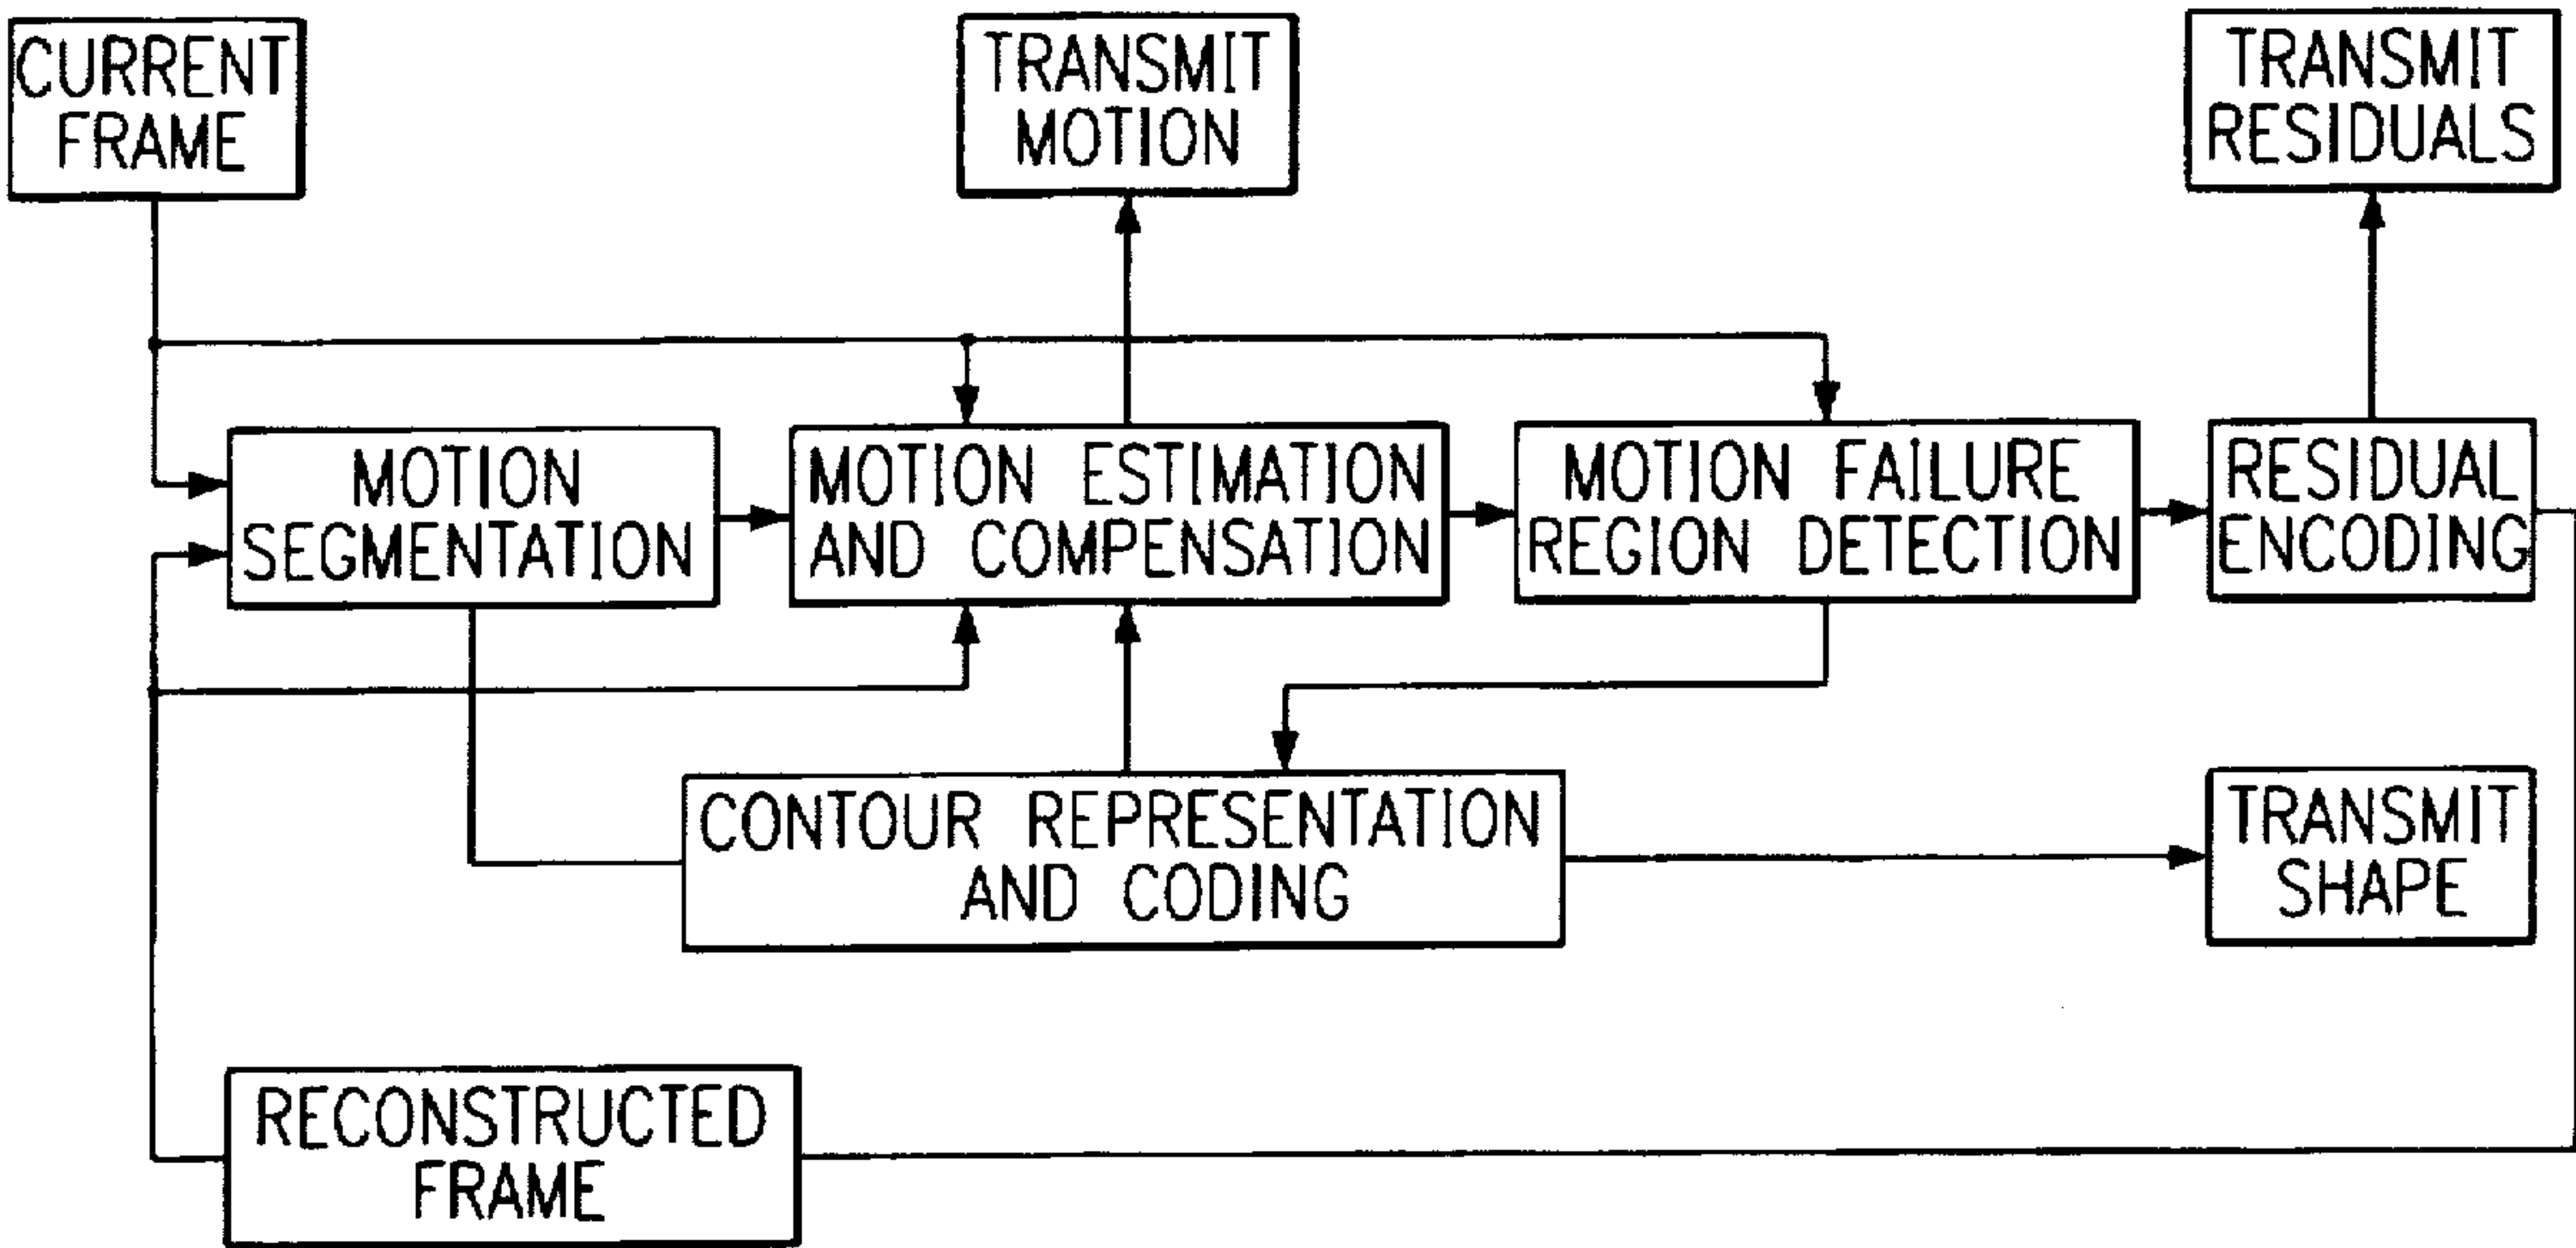 CURRENT
FRAME
TRANSMIT
MOTION
TRANSMIT
RESIDUALS
MOTION
SEGMENTATION
MOTION ESTIMATION
AND COMPENSATION
MOTION FAILURE
REGION DETECTION
RESIDUAL
ENCODING
CONTOUR REPRESENTATION
AND CODING
TRANSMIT
SHAPE
RECONSTRUCTED
FRAME